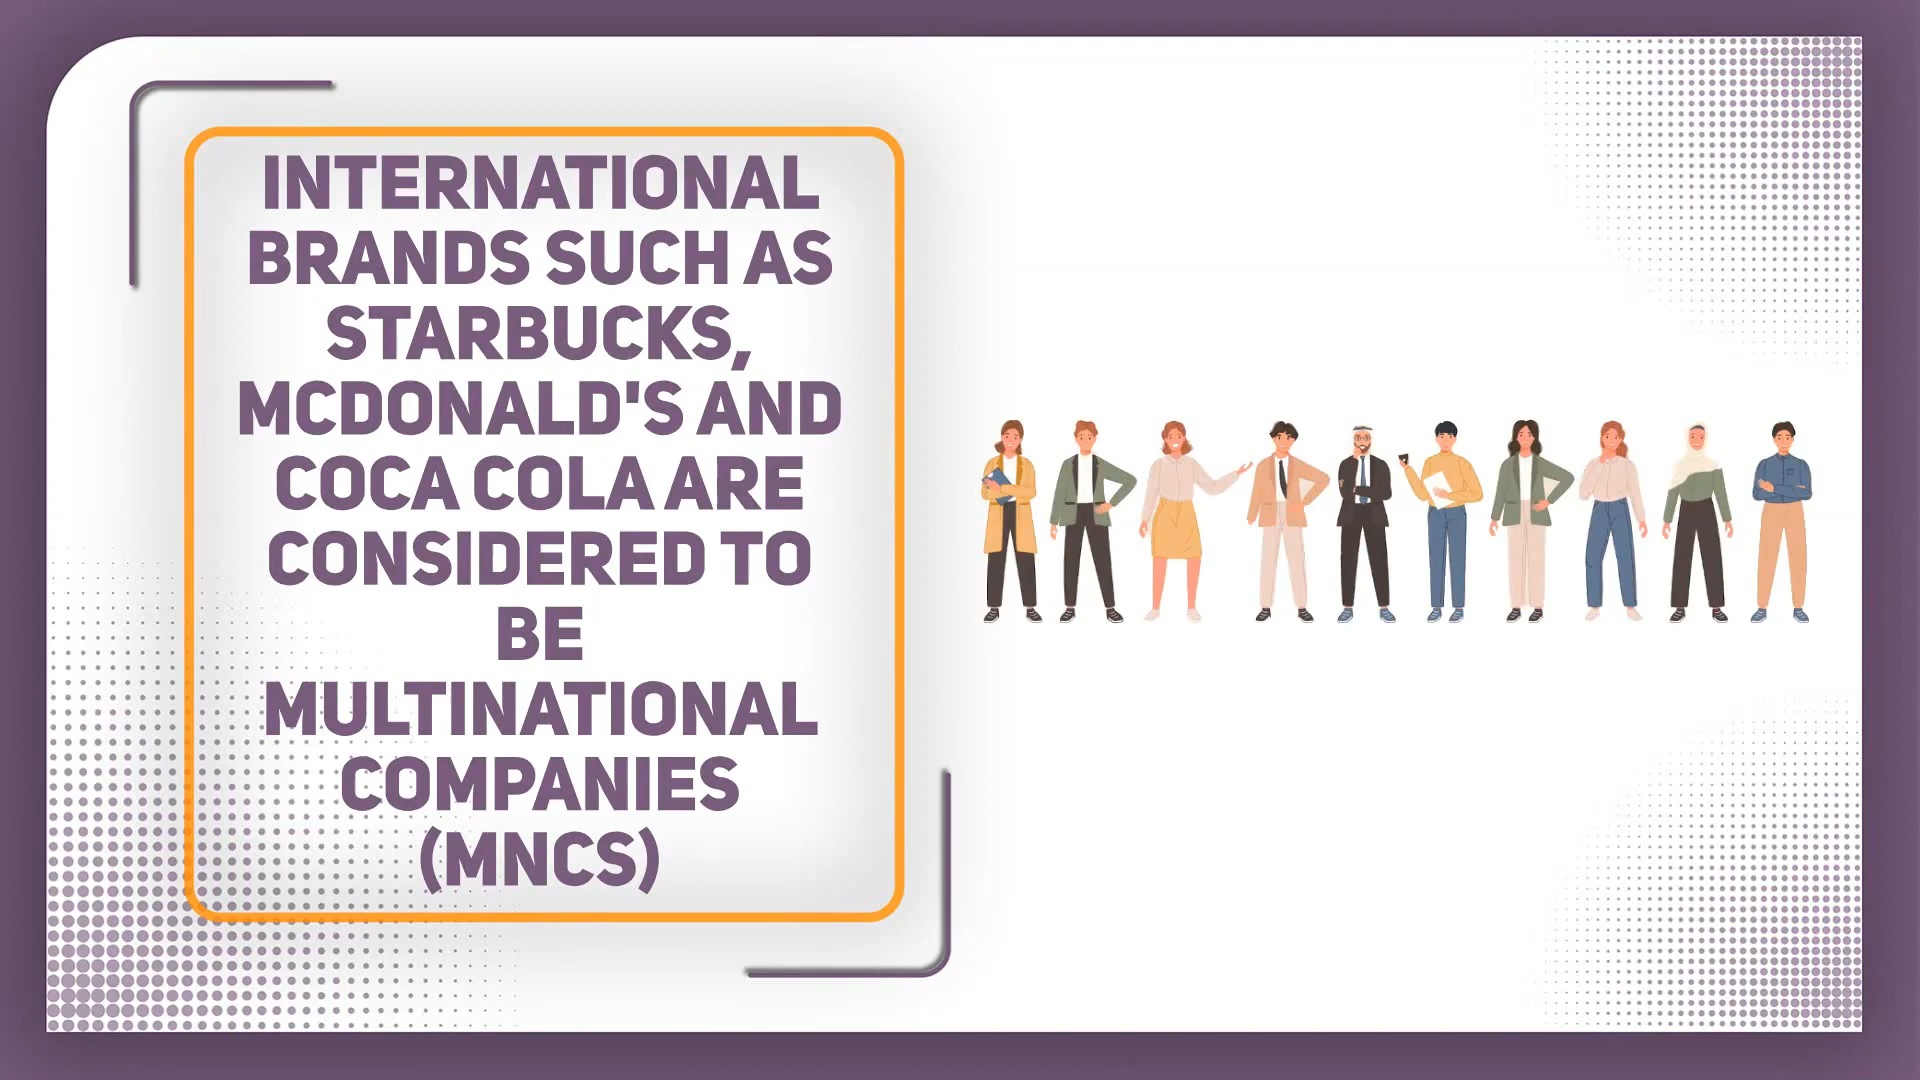 INTERNATIONAL
BRANDS SUCH AS
STARBUCKS,
MCDONALD'S AND
COCA COLA ARE
CONSIDERED TO
BE
MULTINATIONAL
COMPANIES
(MNCS)